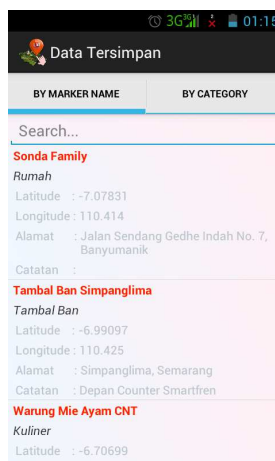 3G 3G 01:15
Data Tersimpan
BY MARKER NAME BY CATEGORY
Search...
Sonda Family
Rumah
Latitude : -7.07831
Longitude : 110.414
Alamat : Jalan Sendang Gedhe Indah No. 7,
Banyumanik
Catatan :
Tambal Ban Simpanglima
Tambal Ban
Latitude : -6.99097
Longitude : 110.425
Alamat : Simpanglima, Semarang
Catatan : Depan Counter Smartfren
Warung Mie Ayam CNT
Kuliner
Latitude : -6.70699